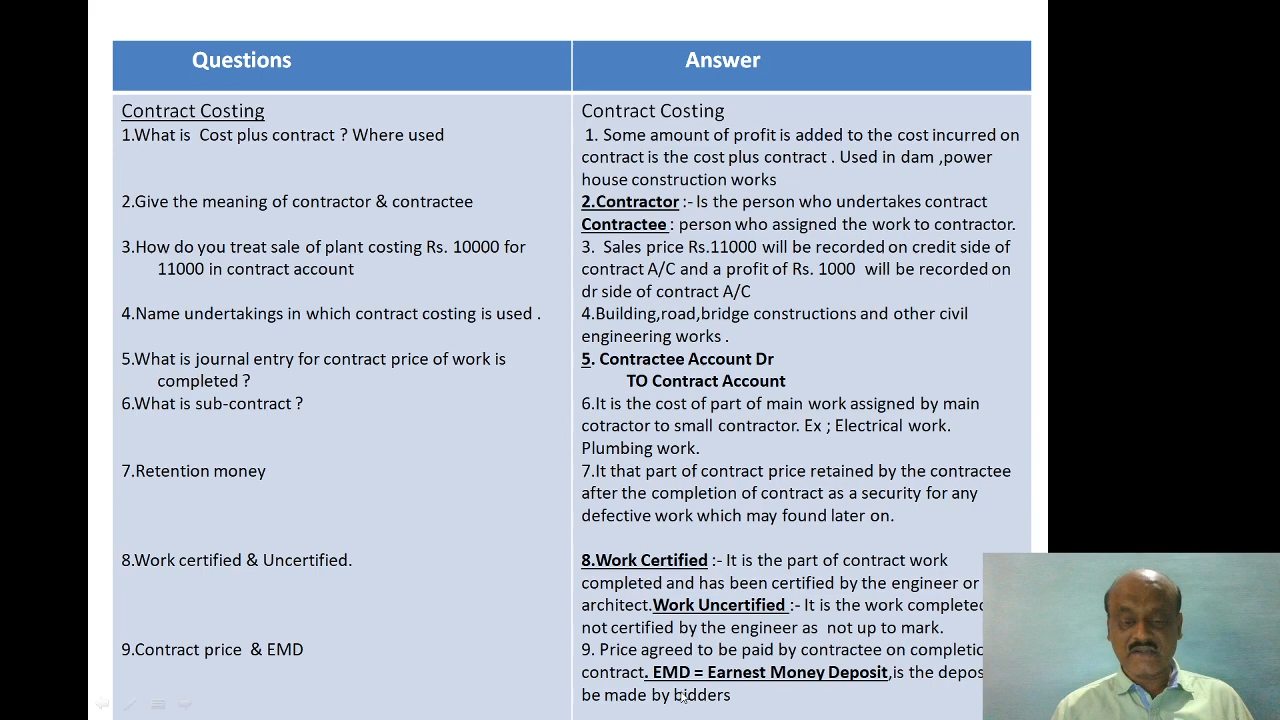 Questions
Answer
Contract Costing
1.What is Cost plus contract ? Where used
2.Give the meaning of contractor & contractee
3.How do you treat sale of plant costing Rs. 10000 for
11000 in contract account
4.Name undertakings in which contract costing is used .
5.What is journal entry for contract price of work is
completed ?
6.What is sub-contract ?
7.Retention money
8.Work certified & Uncertified.
9.Contract price & EMD
Contract Costing
1. Some amount of profit is added to the cost incurred on
contract is the cost plus contract . Used in dam ,power
house construction works
2.Contractor :- Is the person who undertakes contract
Contractee : person who assigned the work to contractor.
3. Sales price Rs.11000 will be recorded on credit side of
contract A/C and a profit of Rs. 1000 will be recorded on
dr side of contract A/C
4.Building,road,bridge constructions and other civil
engineering works .
5. Contractee Account Dr
TO Contract Account
6.It is the cost of part of main work assigned by main
cotractor to small contractor. Ex ; Electrical work.
Plumbing work.
7.It that part of contract price retained by the contractee
after the completion of contract as a security for any
defective work which may found later on.
8.Work Certified :- It is the part of contract work
completed and has been certified by the engineer or
architect.Work Uncertified :- It is the work completed
not certified by the engineer as not up to mark.
9. Price agreed to be paid by contractee on
contract. EMD = Earnest Money Deposit,is the
be made by bidders